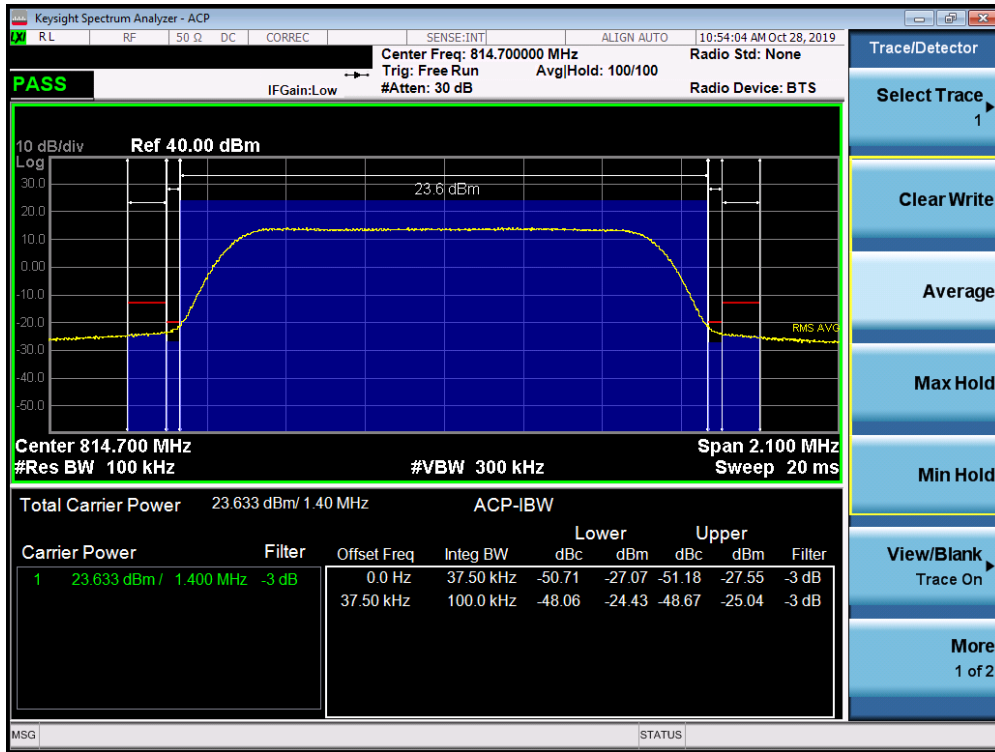 Keysight Spectrum Analyzer - ACP
LXI RL RF 50 Ω DC CORREC SENSE:INT ALIGN AUTO 10:54:04 AM Oct 28, 2019
Center Freq: 814.700000 MHz Radio Std: None
Trig: Free Run Avg|Hold: 100/100
PASS IFGain:Low #Atten: 30 dB Radio Device: BTS
10 dB/div Ref 40.00 dBm
Log
30.0
23.6 dBm
20.0
10.0
0.00
-10.0
-20.0
RMS AVG
-30.0
-40.0
-50.0
Center 814.700 MHz Span 2.100 MHz
#Res BW 100 kHz #VBW 300 kHz Sweep 20 ms
Total Carrier Power 23.633 dBm/ 1.40 MHz ACP-IBW
Lower Upper
Carrier Power Filter Offset Freq Integ BW dBc dBm dBc dBm Filter
1 23.633 dBm / 1.400 MHz -3 dB 0.0 Hz 37.50 kHz -50.71 -27.07 -51.18 -27.55 -3 dB
37.50 kHz 100.0 kHz -48.06 -24.43 -48.67 -25.04 -3 dB
MSG STATUS
Trace/Detector
Select Trace
1
Clear Write
Average
Max Hold
Min Hold
View/Blank
Trace On
More
1 of 2